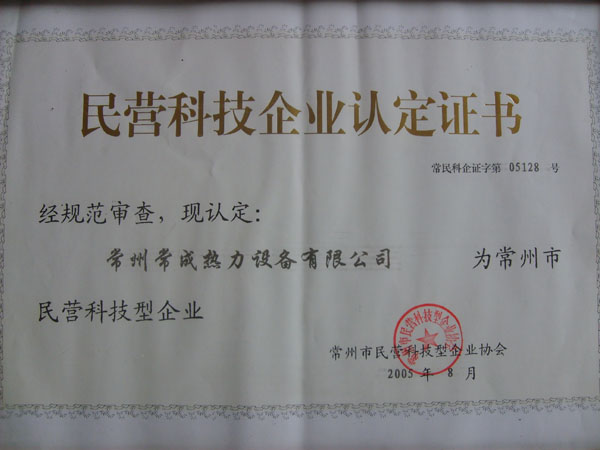 民营科技企业认定证书
常民科企证字第 05128 号
经规范审查，现认定：
常州常成热力设备有限公司 为常州市
民营科技型企业
常州市民营科技型企业协会
2005 年 8 月